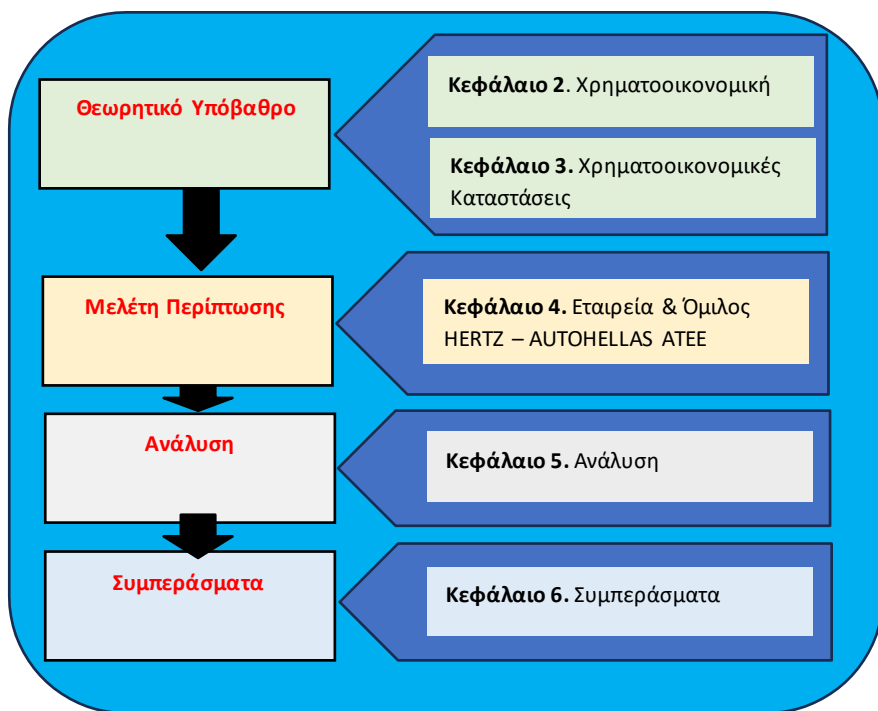 Θεωρητικό Υπόβαθρο
Κεφάλαιο 2. Χρηματοοικονομική
Κεφάλαιο 3. Χρηματοοικονομικές
Καταστάσεις
Μελέτη Περίπτωσης
Κεφάλαιο 4. Εταιρεία & Όμιλος
HERTZ – AUTOHELLAS ATEE
Ανάλυση
Κεφάλαιο 5. Ανάλυση
Συμπεράσματα
Κεφάλαιο 6. Συμπεράσματα